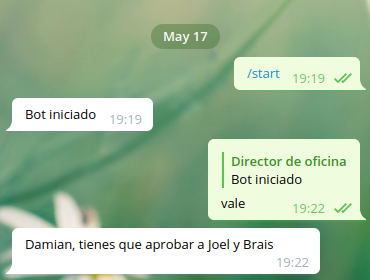 May 17
/start 19:19
Bot iniciado 19:19
Director de oficina
Bot iniciado
vale 19:22
Damian, tienes que aprobar a Joel y Brais
19:22